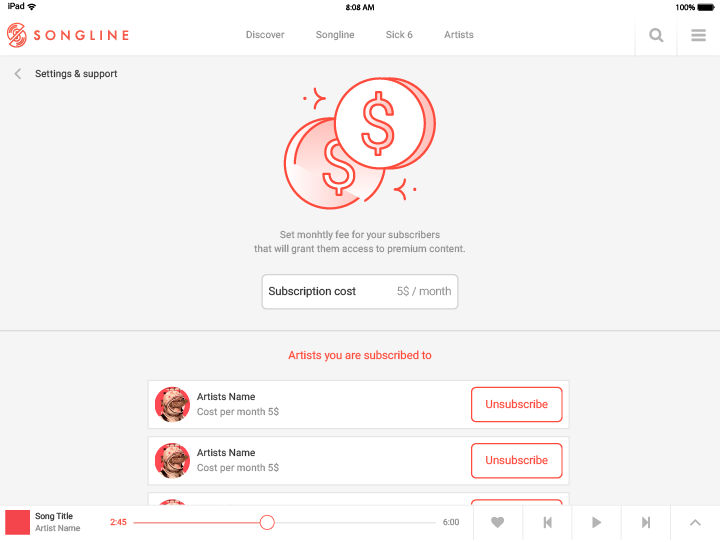 iPad
8:08 AM
100%
SONGLINE
Discover
Songline
Sick 6
Artists
Settings & support
$
$
Set monhtly fee for your subscribers
that will grant them access to premium content.
Subscription cost
5$ / month
Artists you are subscribed to
Artists Name
Cost per month 5$
Unsubscribe
Artists Name
Cost per month 5$
Unsubscribe
Song Title
Artist Name
2:45
6:00